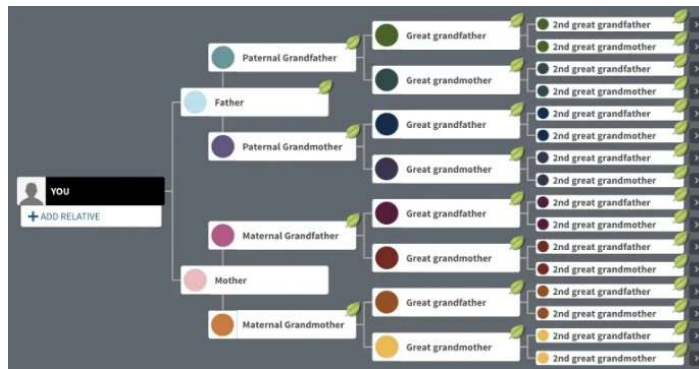 YOU
+ ADD RELATIVE
Father
Mother
Paternal Grandfather
Paternal Grandmother
Maternal Grandfather
Maternal Grandmother
Great grandfather
Great grandmother
Great grandfather
Great grandmother
Great grandfather
Great grandmother
Great grandfather
Great grandmother
2nd great grandfather
2nd great grandmother
2nd great grandfather
2nd great grandmother
2nd great grandfather
2nd great grandmother
2nd great grandfather
2nd great grandmother
2nd great grandfather
2nd great grandmother
2nd great grandfather
2nd great grandmother
2nd great grandfather
2nd great grandmother
2nd great grandfather
2nd great grandmother